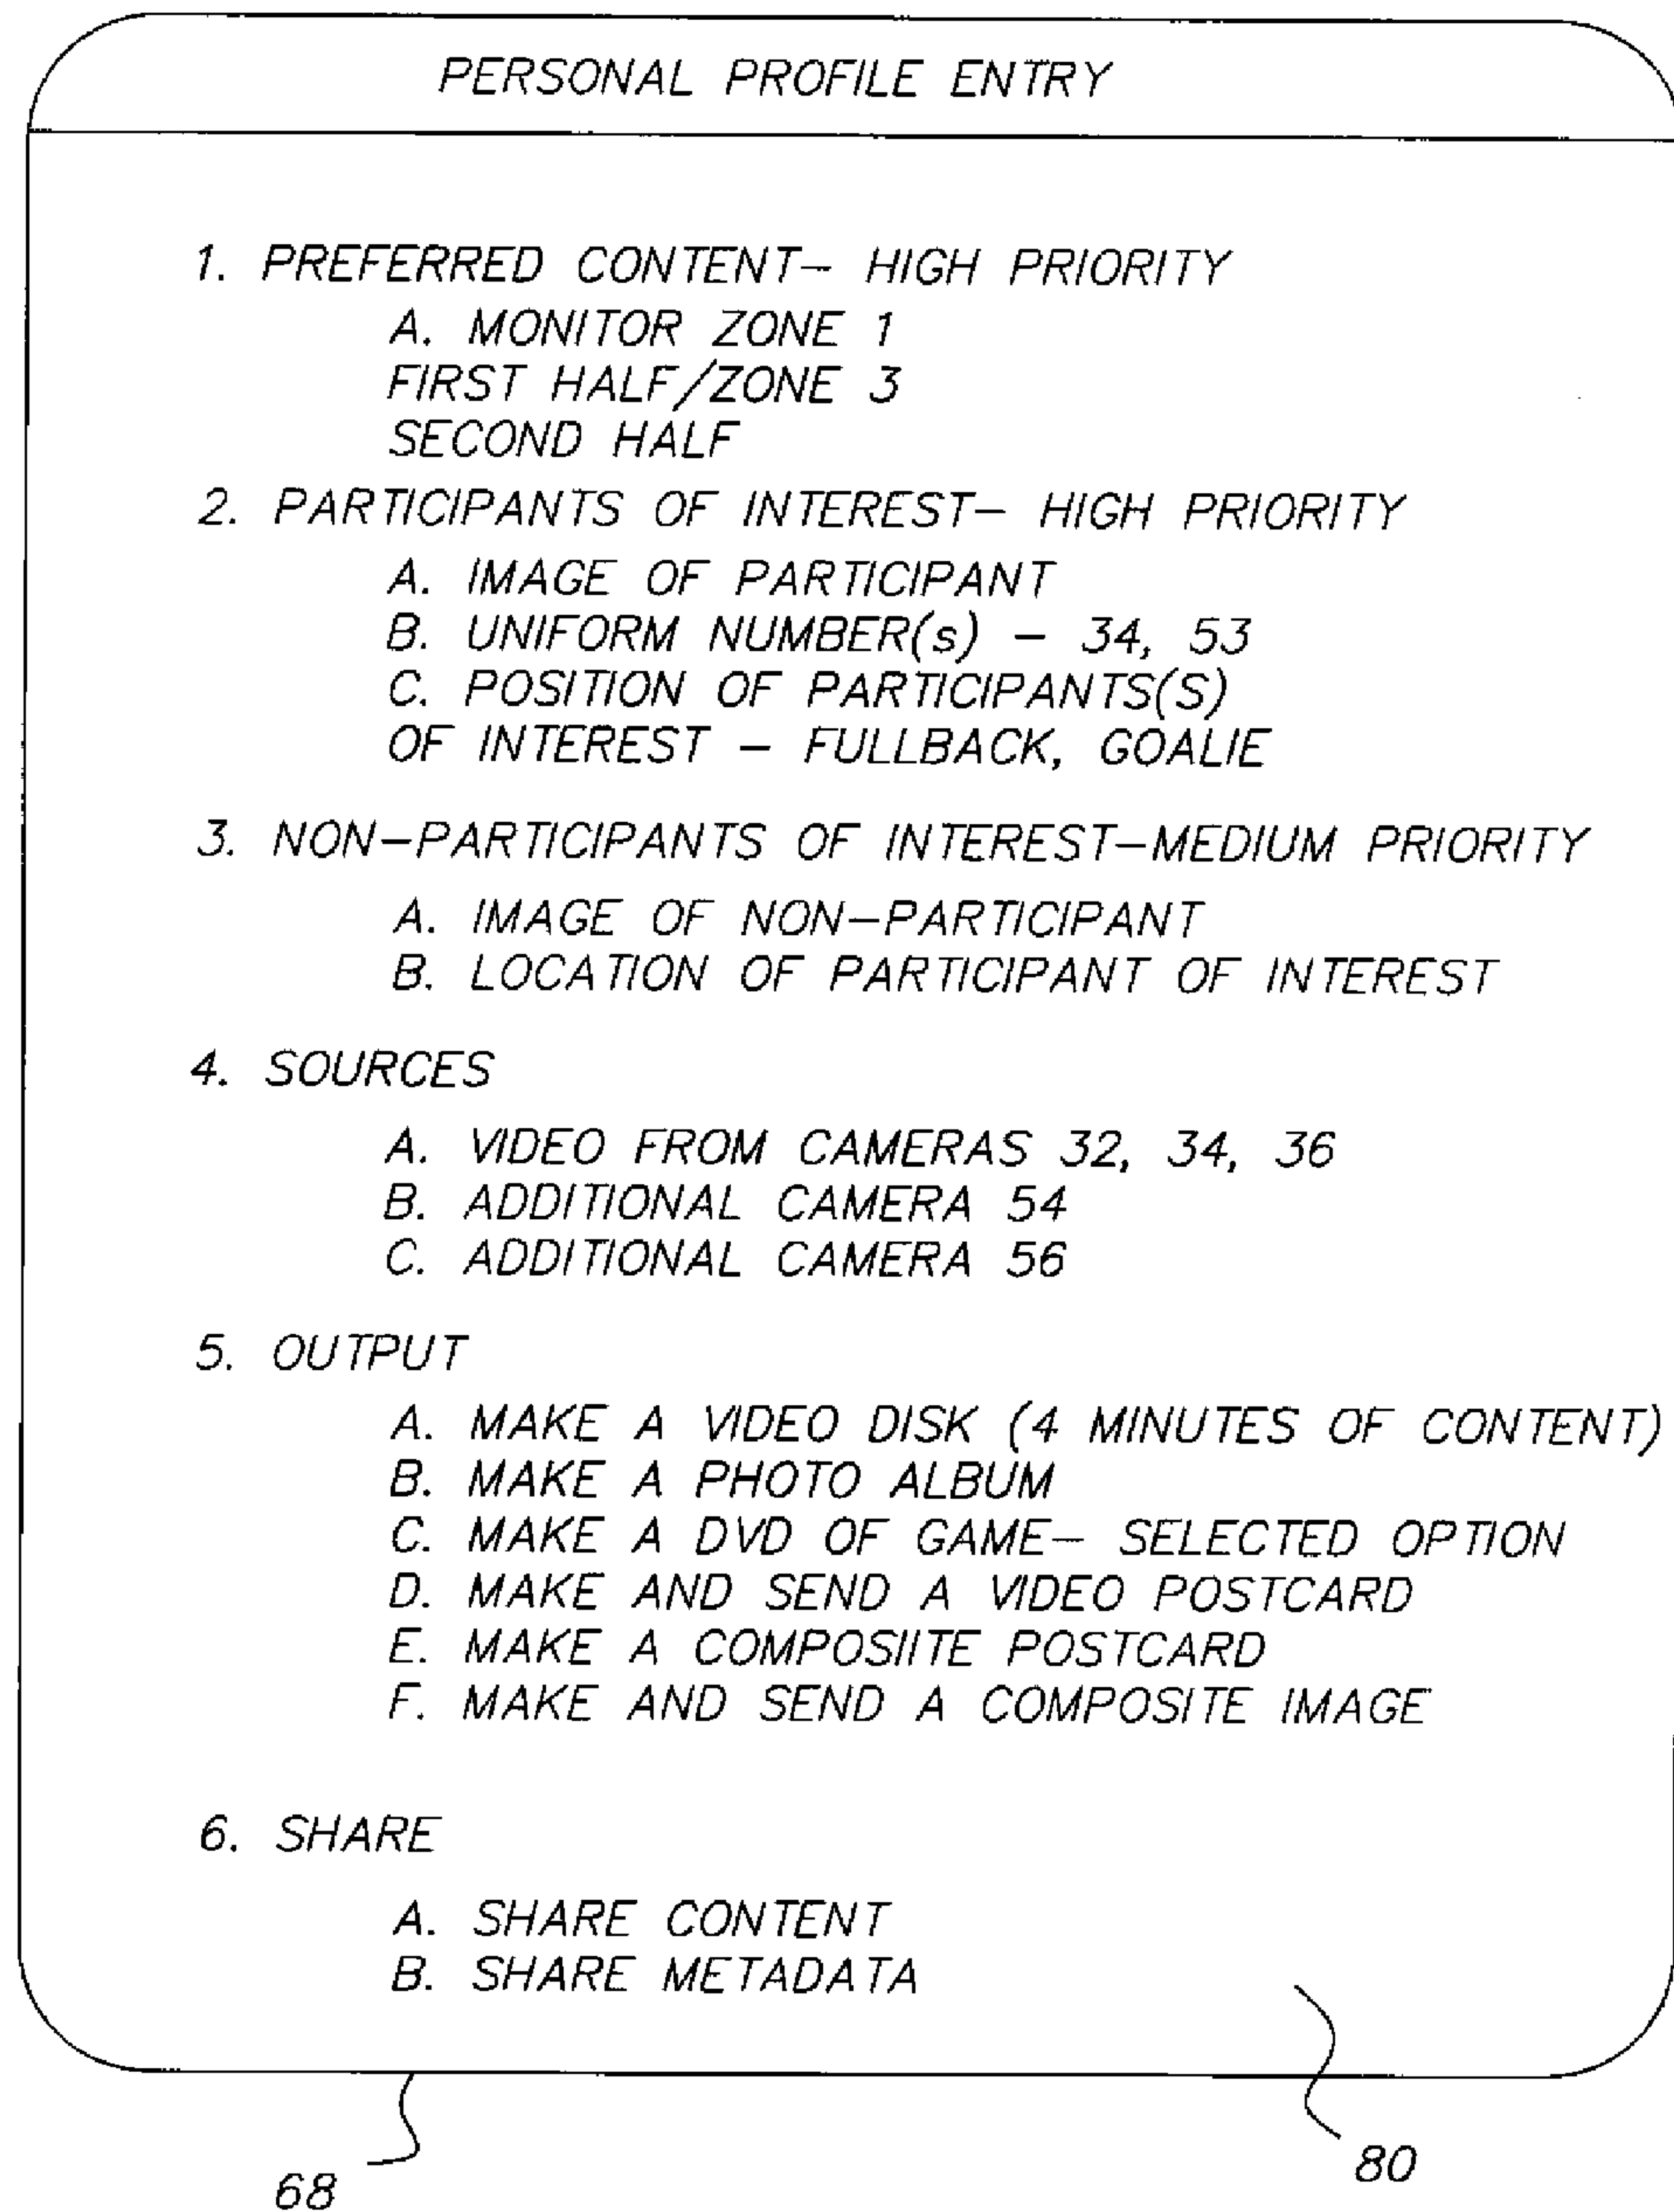 PERSONAL PROFILE ENTRY
1. PREFERRED CONTENT– HIGH PRIORITY
A. MONITOR ZONE 1
FIRST HALF/ZONE 3
SECOND HALF
2. PARTICIPANTS OF INTEREST– HIGH PRIORITY
A. IMAGE OF PARTICIPANT
B. UNIFORM NUMBER(s) – 34, 53
C. POSITION OF PARTICIPANTS(S)
OF INTEREST – FULLBACK, GOALIE
3. NON–PARTICIPANTS OF INTEREST–MEDIUM PRIORITY
A. IMAGE OF NON–PARTICIPANT
B. LOCATION OF PARTICIPANT OF INTEREST
4. SOURCES
A. VIDEO FROM CAMERAS 32, 34, 36
B. ADDITIONAL CAMERA 54
C. ADDITIONAL CAMERA 56
5. OUTPUT
A. MAKE A VIDEO DISK (4 MINUTES OF CONTENT)
B. MAKE A PHOTO ALBUM
C. MAKE A DVD OF GAME– SELECTED OPTION
D. MAKE AND SEND A VIDEO POSTCARD
E. MAKE A COMPOSIITE POSTCARD
F. MAKE AND SEND A COMPOSITE IMAGE
6. SHARE
A. SHARE CONTENT
B. SHARE METADATA
68
80